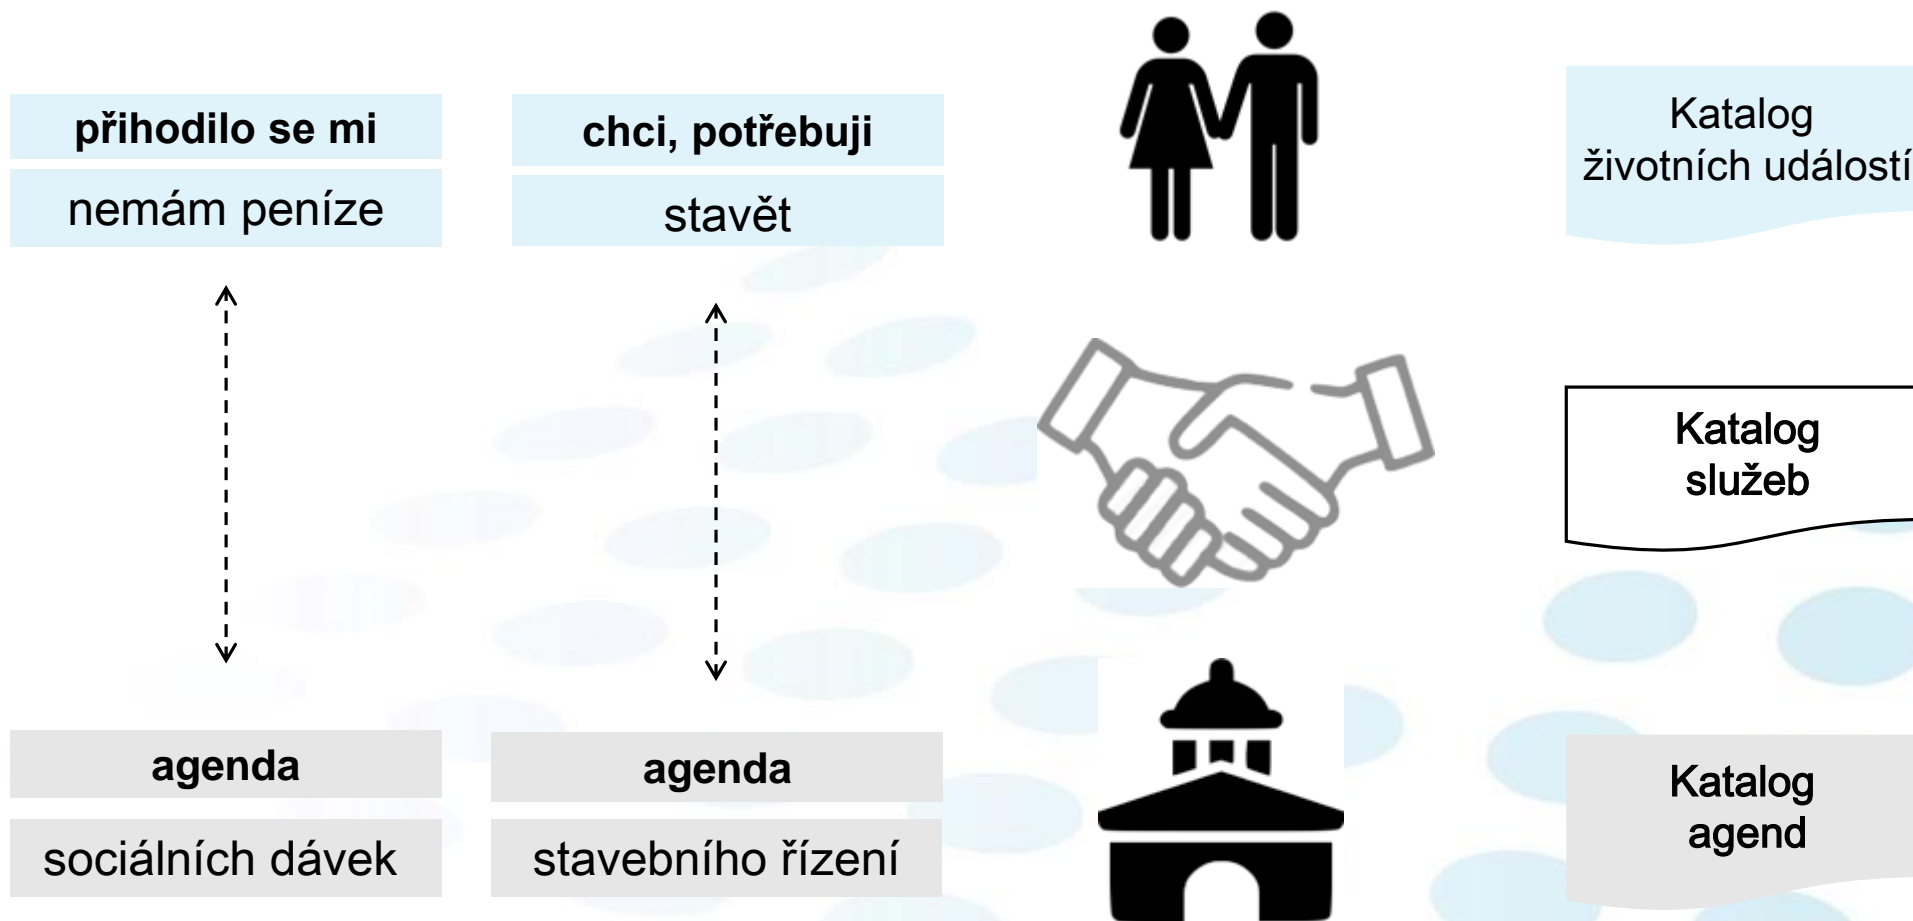 přihodilo se mi
nemám peníze
chci, potřebuji
stavět
Katalog
životních událostí
Katalog
služeb
agenda
sociálních dávek
agenda
stavebního řízení
Katalog
agend